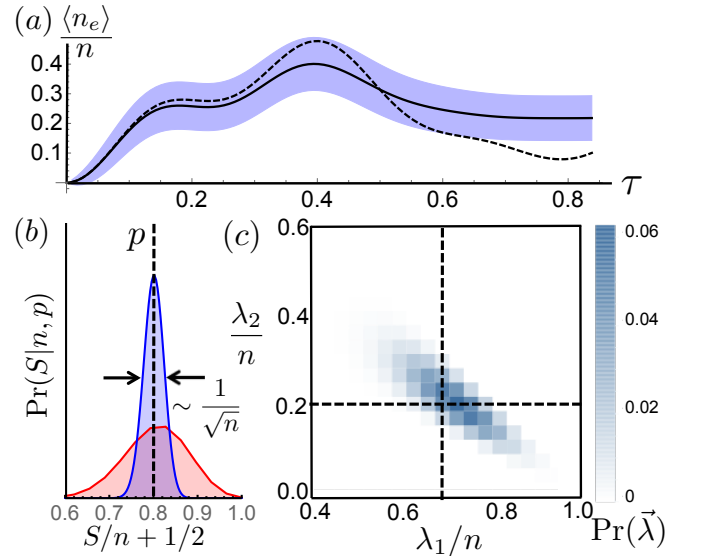 (a) ⟨n_e⟩/n
0.4
0.3
0.2
0.1
0.2 0.4 0.6 0.8 τ
(b) p
Pr(S|n, p)
∼ 1/√n
0.6 0.7 0.8 0.9 1.0
S/n + 1/2
(c)
λ_2/n
0.6
0.4
0.2
0.0
0.4 0.6 0.8 1.0
λ_1/n
0.06
0.04
0.02
0
Pr(λ⃗)